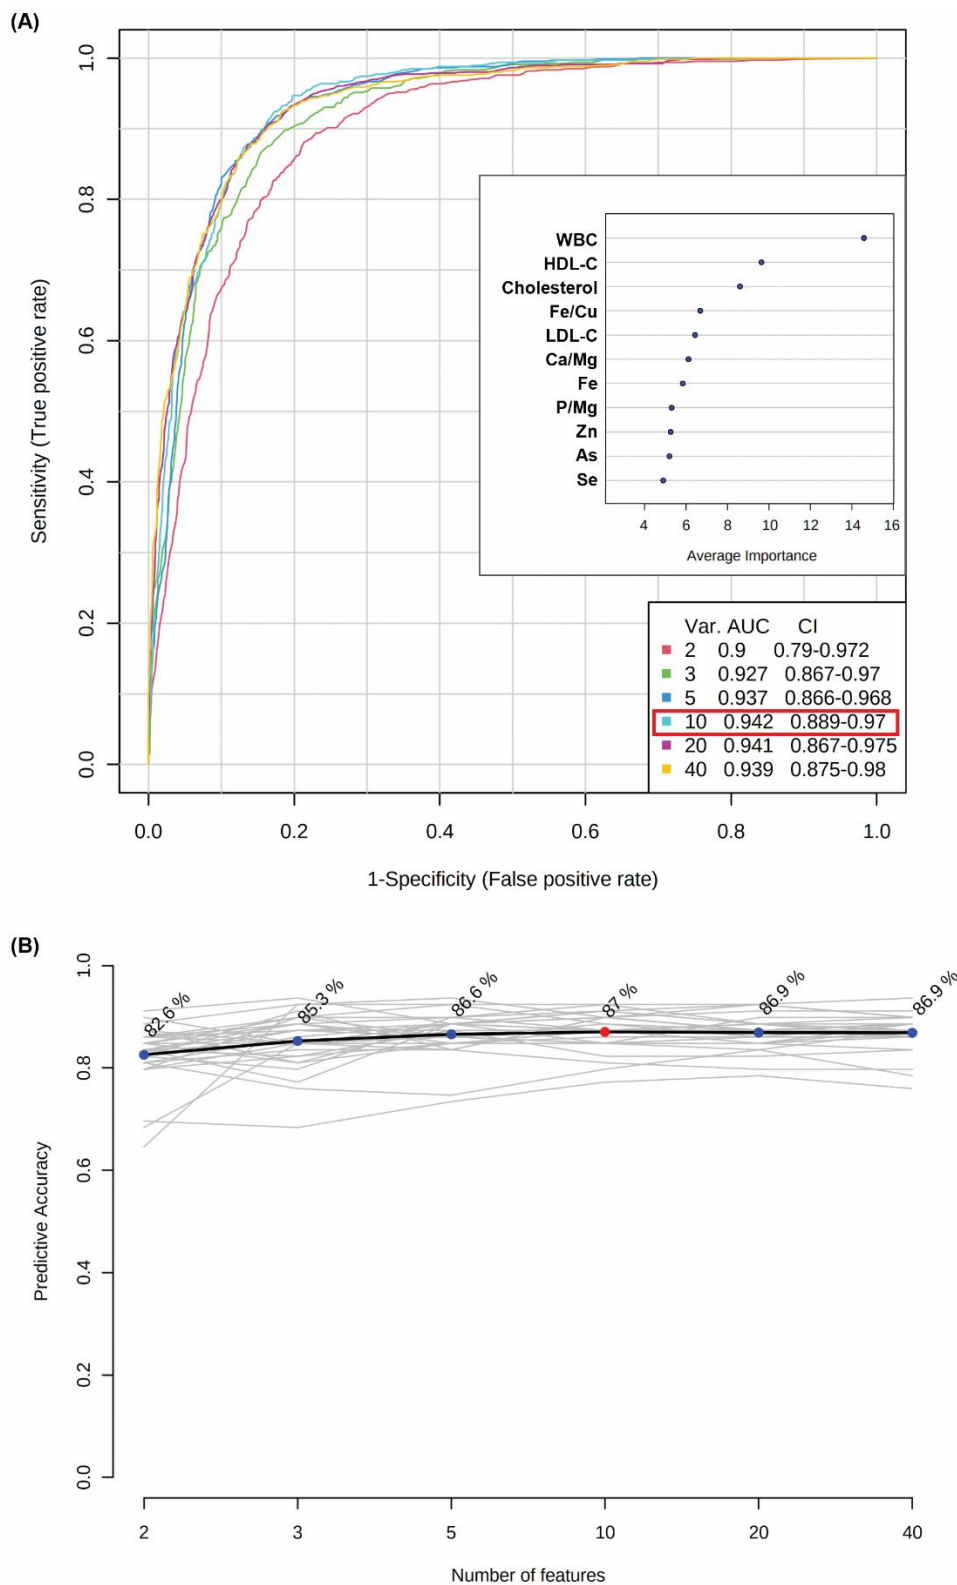 (A)
Sensitivity (True positive rate)
1.0
0.8
0.6
0.4
0.2
0.0
WBC
HDL-C
Cholesterol
Fe/Cu
LDL-C
Ca/Mg
Fe
P/Mg
Zn
As
Se
4 6 8 10 12 14 16
Average Importance
Var. AUC CI
2 0.9 0.79-0.972
3 0.927 0.867-0.97
5 0.937 0.866-0.968
10 0.942 0.889-0.97
20 0.941 0.867-0.975
40 0.939 0.875-0.98
0.0 0.2 0.4 0.6 0.8 1.0
1-Specificity (False positive rate)
(B)
Predictive Accuracy
1.0
0.8
0.6
0.4
0.2
0.0
82.6 % 85.3 % 86.6 % 87 % 86.9 % 86.9 %
2 3 5 10 20 40
Number of features